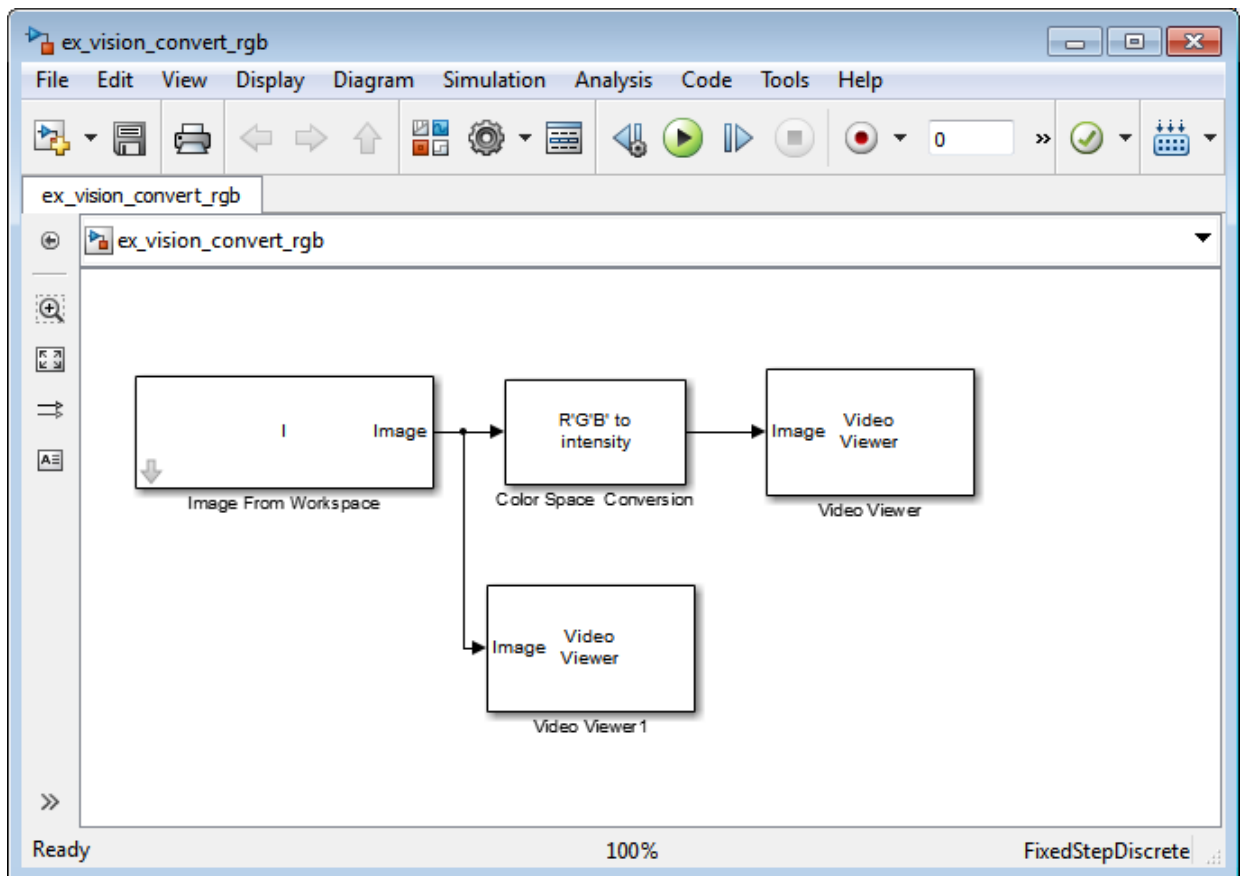 ex_vision_convert_rgb
File Edit View Display Diagram Simulation Analysis Code Tools Help
0 »
ex_vision_convert_rgb
ex_vision_convert_rgb
I Image
Image From Workspace
R'G'B' to
intensity
Color Space Conversion
Image Video
Viewer
Video Viewer
Image Video
Viewer
Video Viewer1
A
»
Ready 100% FixedStepDiscrete